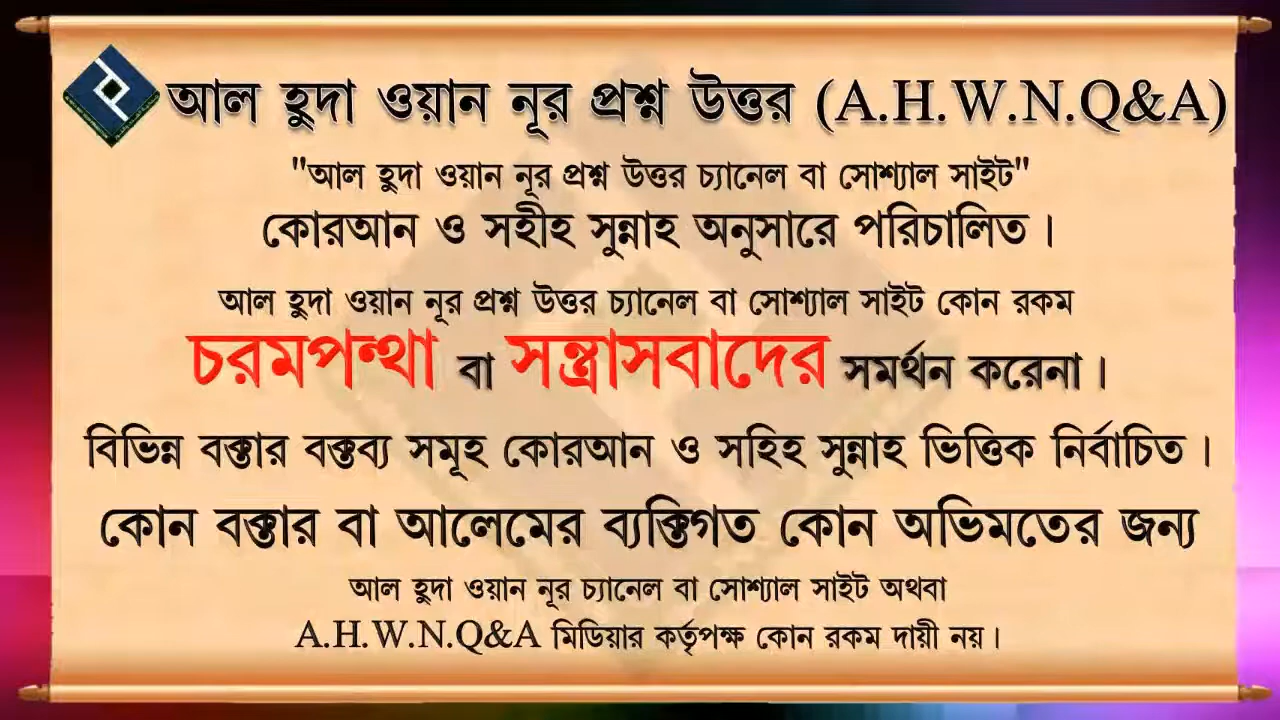 আল হুদা ওয়ান নূর প্রশ্ন উত্তর (A.H.W.N.Q&A)
"আল হুদা ওয়ান নূর প্রশ্ন উত্তর চ্যানেল বা সোশ্যাল সাইট"
কোরআন ও সহীহ সুন্নাহ অনুসারে পরিচালিত।
আল হুদা ওয়ান নূর প্রশ্ন উত্তর চ্যানেল বা সোশ্যাল সাইট কোন রকম
চরমপন্থা বা সন্ত্রাসবাদের সমর্থন করেনা।
বিভিন্ন বক্তার বক্তব্য সমূহ কোরআন ও সহিহ সুন্নাহ ভিত্তিক নির্বাচিত।
কোন বক্তার বা আলেমের ব্যক্তিগত কোন অভিমতের জন্য
আল হুদা ওয়ান নূর চ্যানেল বা সোশ্যাল সাইট অথবা
A.H.W.N.Q&A মিডিয়ার কর্তৃপক্ষ কোন রকম দায়ী নয়।